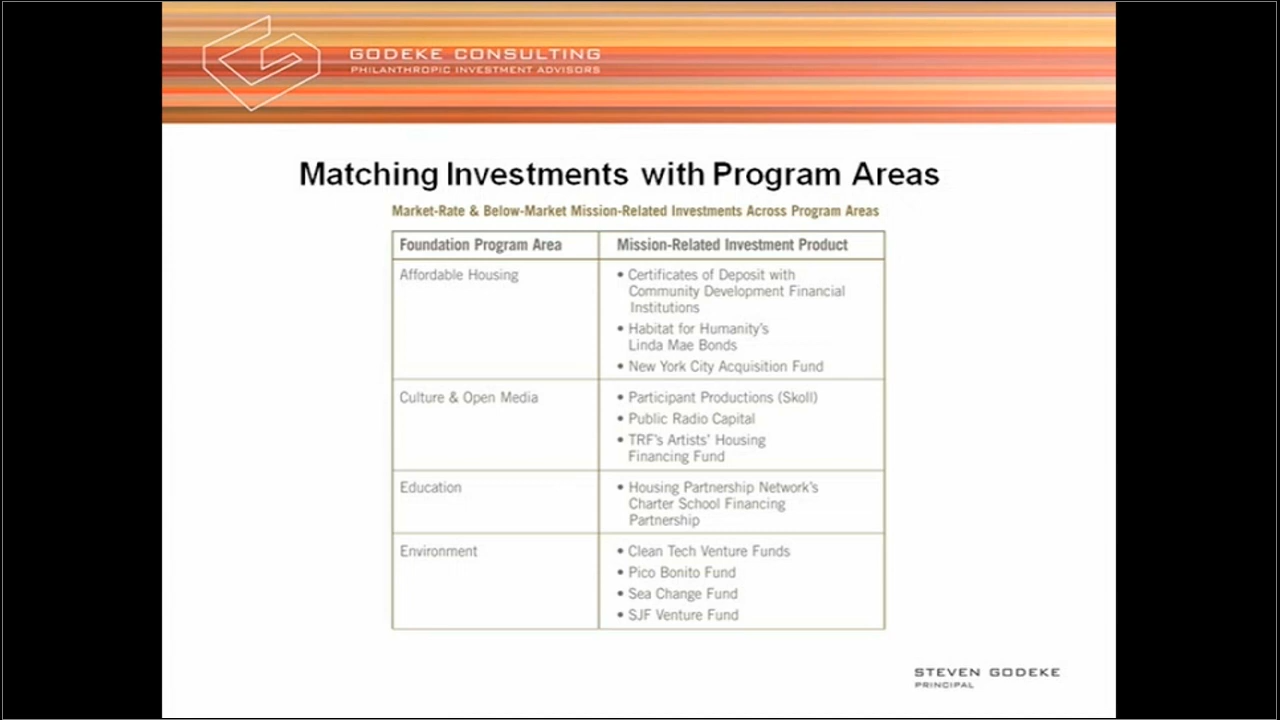 GODEKE CONSULTING
PHILANTHROPIC INVESTMENT ADVISORS
Matching Investments with Program Areas
Market-Rate & Below-Market Mission-Related Investments Across Program Areas
Foundation Program Area
Mission-Related Investment Product
Affordable Housing
• Certificates of Deposit with
Community Development Financial
Institutions
• Habitat for Humanity's
Linda Mae Bonds
• New York City Acquisition Fund
Culture & Open Media
• Participant Productions (Skoll)
• Public Radio Capital
• TRF's Artists' Housing
Financing Fund
Education
• Housing Partnership Network's
Charter School Financing
Partnership
Environment
• Clean Tech Venture Funds
• Pico Bonito Fund
• Sea Change Fund
• SJF Venture Fund
STEVEN GODEKE
PRINCIPAL